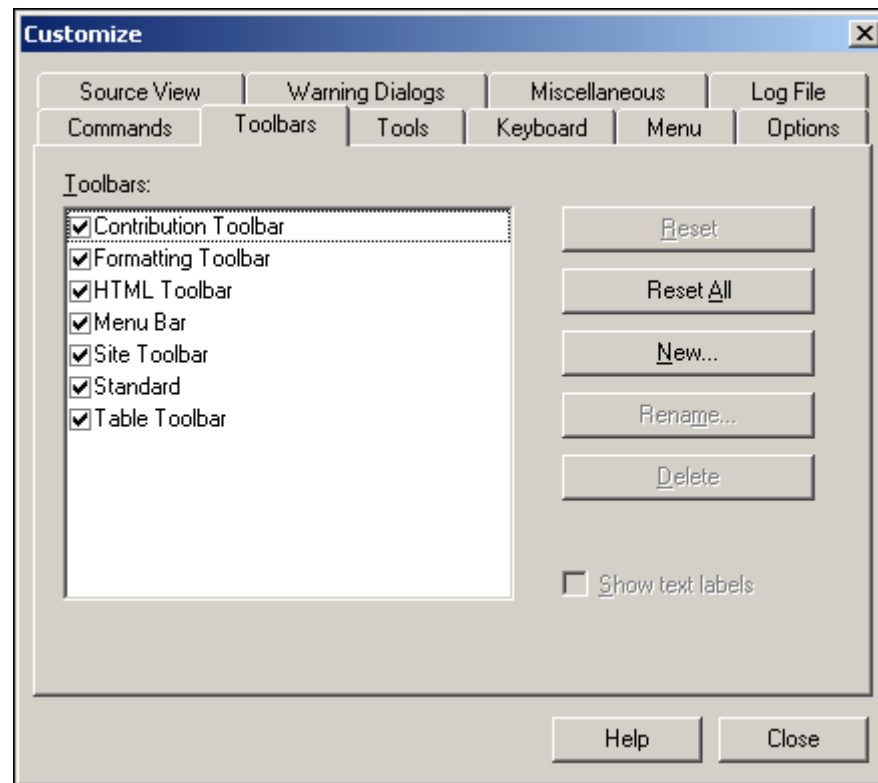 Customize
Source View Warning Dialogs Miscellaneous Log File
Commands Toolbars Tools Keyboard Menu Options
Toolbars:
Contribution Toolbar
Formatting Toolbar
HTML Toolbar
Menu Bar
Site Toolbar
Standard
Table Toolbar
Reset
Reset All
New...
Rename...
Delete
Show text labels
Help Close